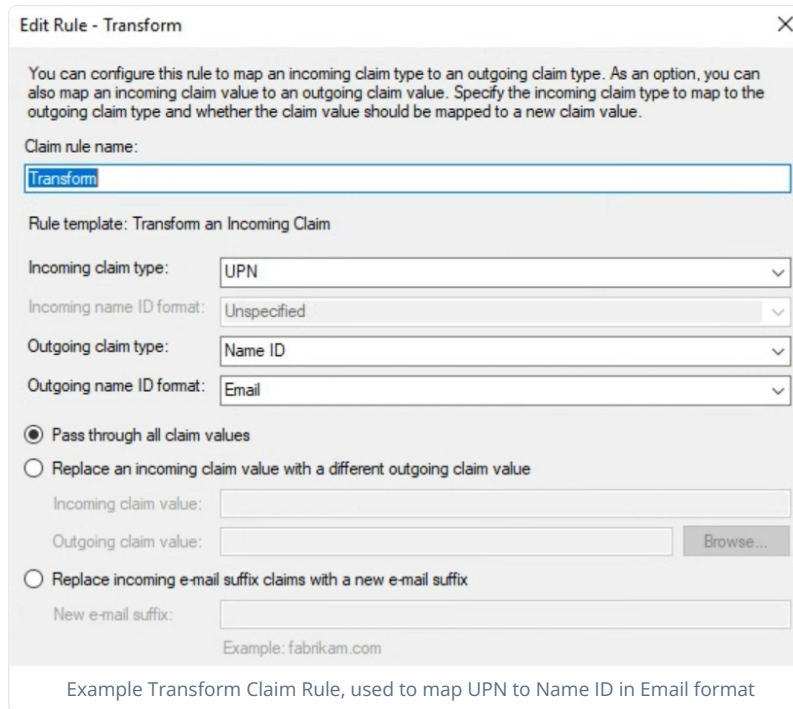 Edit Rule - Transform
You can configure this rule to map an incoming claim type to an outgoing claim type. As an option, you can
also map an incoming claim value to an outgoing claim value. Specify the incoming claim type to map to the
outgoing claim type and whether the claim value should be mapped to a new claim value.
Claim rule name:
Transform
Rule template: Transform an Incoming Claim
Incoming claim type: UPN
Incoming name ID format: Unspecified
Outgoing claim type: Name ID
Outgoing name ID format: Email
Pass through all claim values
Replace an incoming claim value with a different outgoing claim value
Incoming claim value:
Outgoing claim value: Browse...
Replace incoming e-mail suffix claims with a new e-mail suffix
New e-mail suffix:
Example: fabrikam.com
Example Transform Claim Rule, used to map UPN to Name ID in Email format